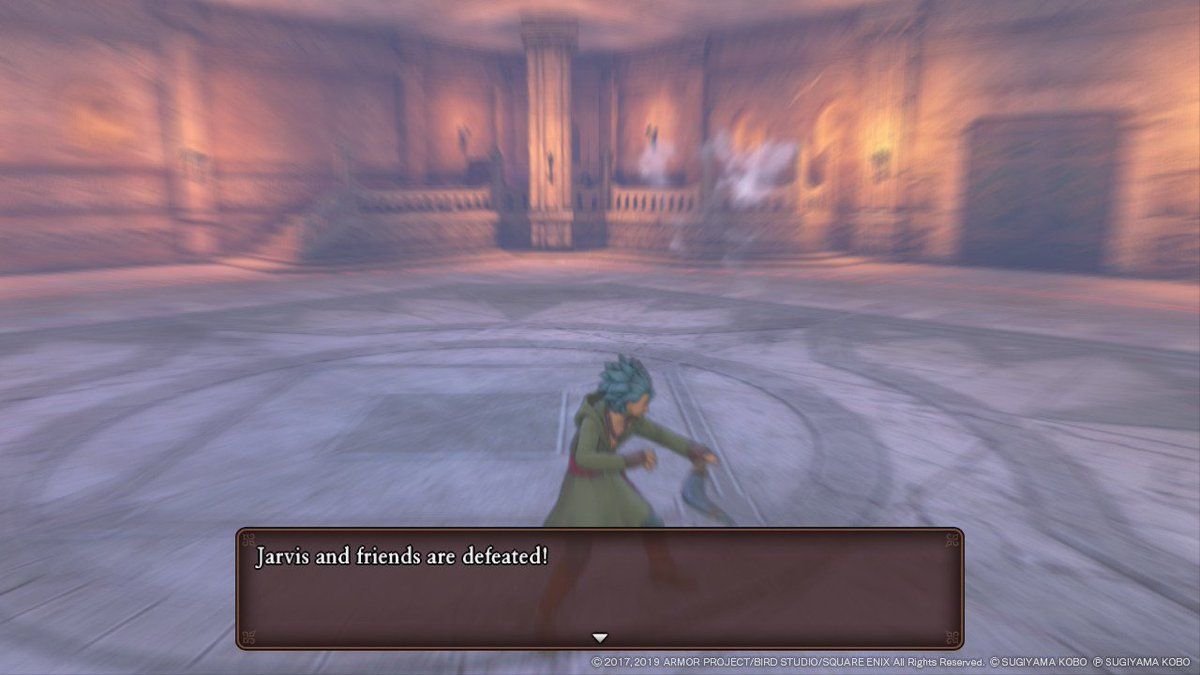 Jarvis and friends are defeated!
© 2017, 2019 ARMOR PROJECT/BIRD STUDIO/SQUARE ENIX All Rights Reserved. © SUGIYAMA KOBO ℗ SUGIYAMA KOBO